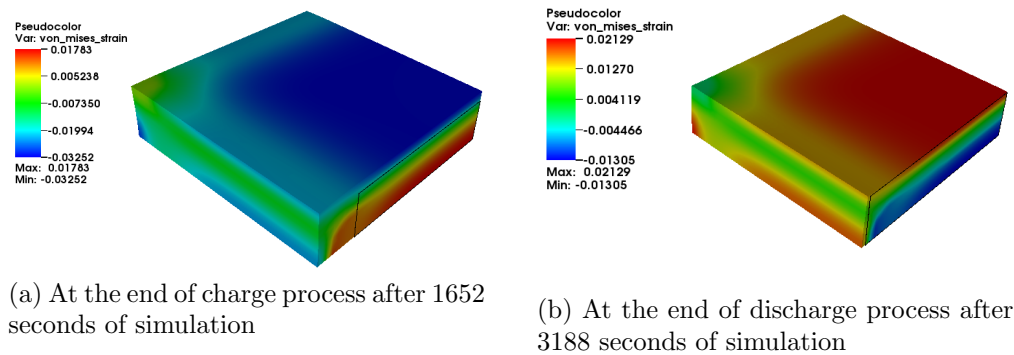 Pseudocolor
Var: von_mises_strain
0.01783
0.005238
-0.007350
-0.01994
-0.03252
Max: 0.01783
Min: -0.03252
(a) At the end of charge process after 1652
seconds of simulation
Pseudocolor
Var: von_mises_strain
0.02129
0.01270
0.004119
-0.004466
-0.01305
Max: 0.02129
Min: -0.01305
(b) At the end of discharge process after
3188 seconds of simulation